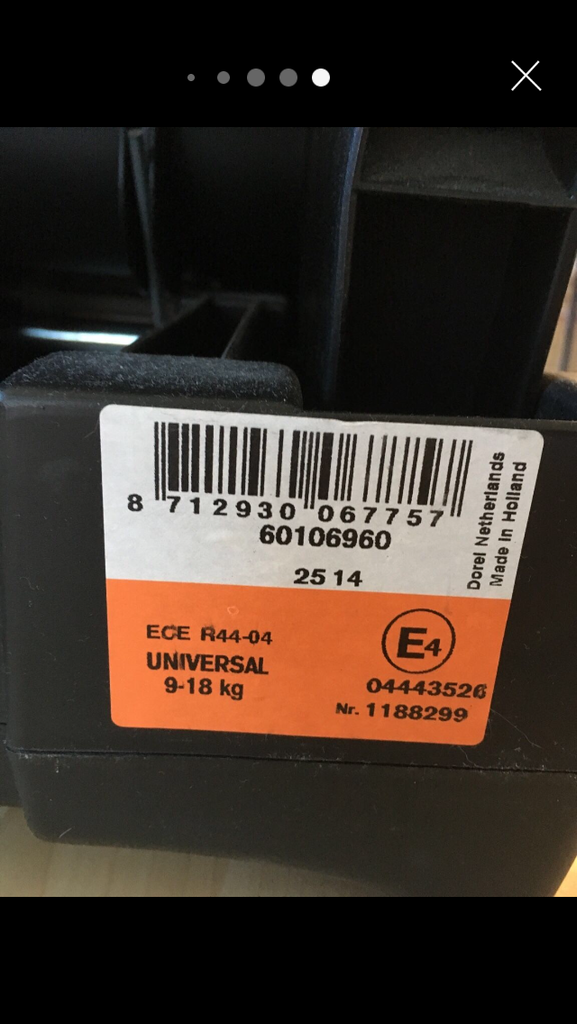 8 712930 067757
60106960
25 14
Dorel Netherlands
Made in Holland
ECE R44-04
UNIVERSAL
9-18 kg
E4
04443526
Nr. 1188299